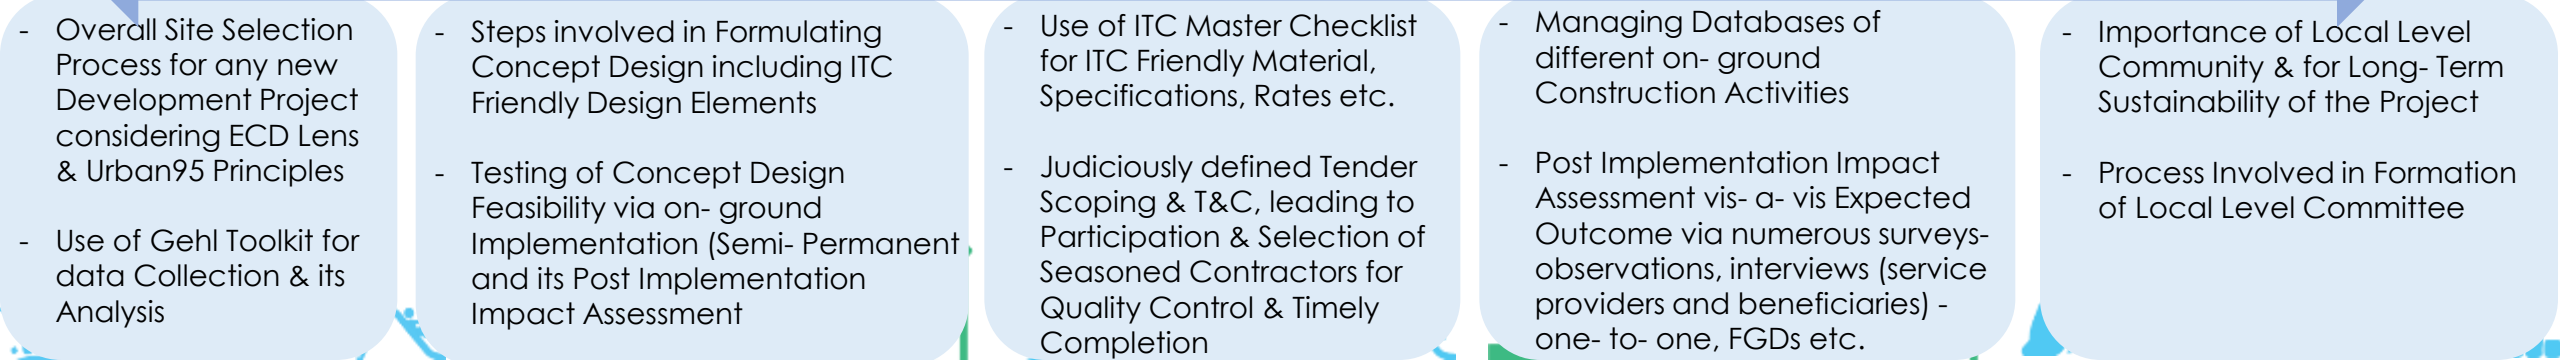 - Overall Site Selection
Process for any new
Development Project
considering ECD Lens
& Urban95 Principles
- Use of Gehl Toolkit for
data Collection & its
Analysis
- Steps involved in Formulating
Concept Design including ITC
Friendly Design Elements
- Testing of Concept Design
Feasibility via on- ground
Implementation (Semi- Permanent
and its Post Implementation
Impact Assessment
- Use of ITC Master Checklist
for ITC Friendly Material,
Specifications, Rates etc.
- Judiciously defined Tender
Scoping & T&C, leading to
Participation & Selection of
Seasoned Contractors for
Quality Control & Timely
Completion
- Managing Databases of
different on- ground
Construction Activities
- Post Implementation Impact
Assessment vis- a- vis Expected
Outcome via numerous surveys-
observations, interviews (service
providers and beneficiaries) -
one- to- one, FGDs etc.
- Importance of Local Level
Community & for Long- Term
Sustainability of the Project
- Process Involved in Formation
of Local Level Committee